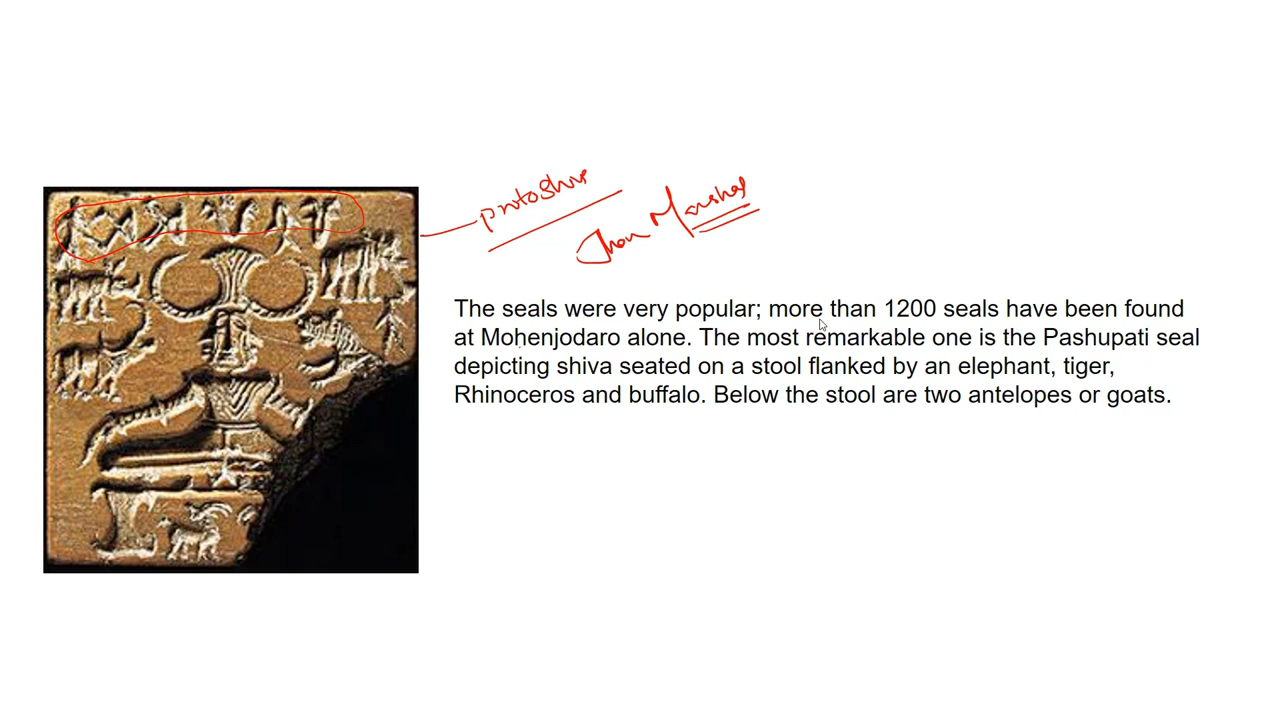 protoshiv
Jhon Marshal
The seals were very popular; more than 1200 seals have been found
at Mohenjodaro alone. The most remarkable one is the Pashupati seal
depicting shiva seated on a stool flanked by an elephant, tiger,
Rhinoceros and buffalo. Below the stool are two antelopes or goats.